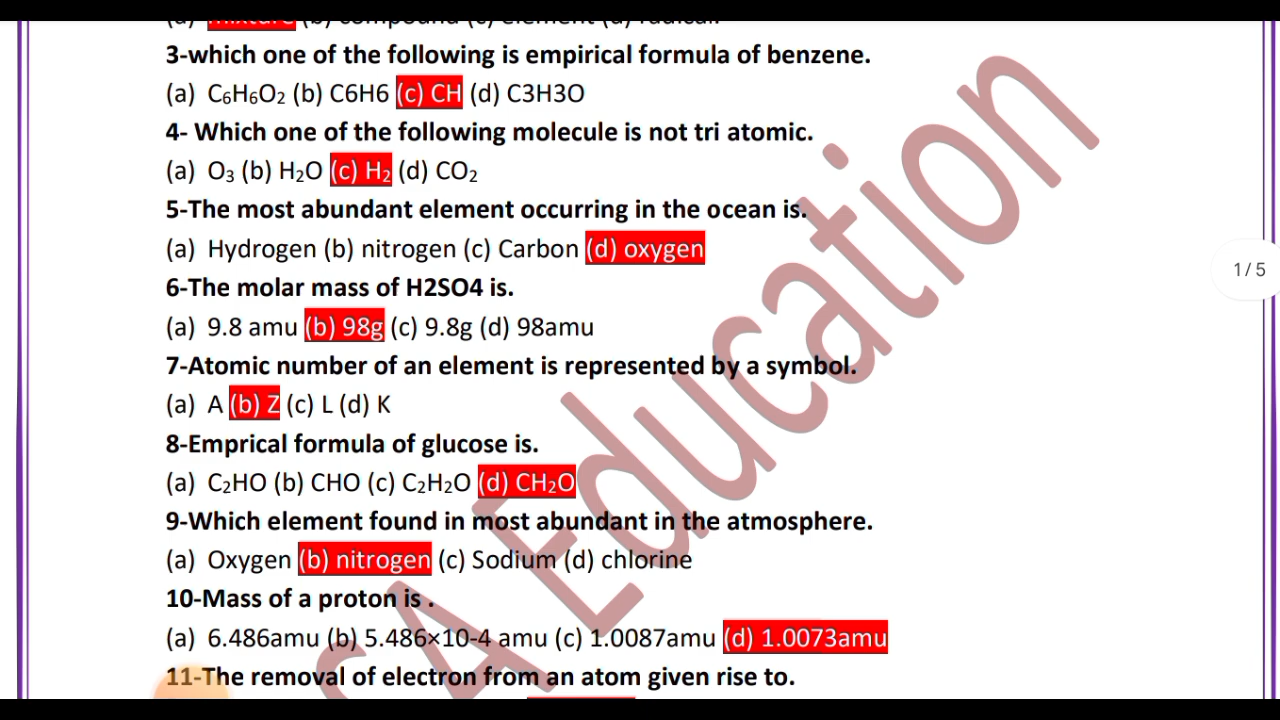 (a) mixture (b) compound (c) element (d) radical.
3-which one of the following is empirical formula of benzene.
(a) C₆H₆O₂ (b) C6H6 (c) CH (d) C3H3O
4- Which one of the following molecule is not tri atomic.
(a) O₃ (b) H₂O (c) H₂ (d) CO₂
5-The most abundant element occurring in the ocean is.
(a) Hydrogen (b) nitrogen (c) Carbon (d) oxygen
6-The molar mass of H2SO4 is.
1/5
(a) 9.8 amu (b) 98g (c) 9.8g (d) 98amu
7-Atomic number of an element is represented by a symbol.
(a) A (b) Z (c) L (d) K
8-Emprical formula of glucose is.
(a) C₂HO (b) CHO (c) C₂H₂O (d) CH₂O
9-Which element found in most abundant in the atmosphere.
(a) Oxygen (b) nitrogen (c) Sodium (d) chlorine
10-Mass of a proton is .
(a) 6.486amu (b) 5.486×10-4 amu (c) 1.0087amu (d) 1.0073amu
11-The removal of electron from an atom given rise to.
A Education